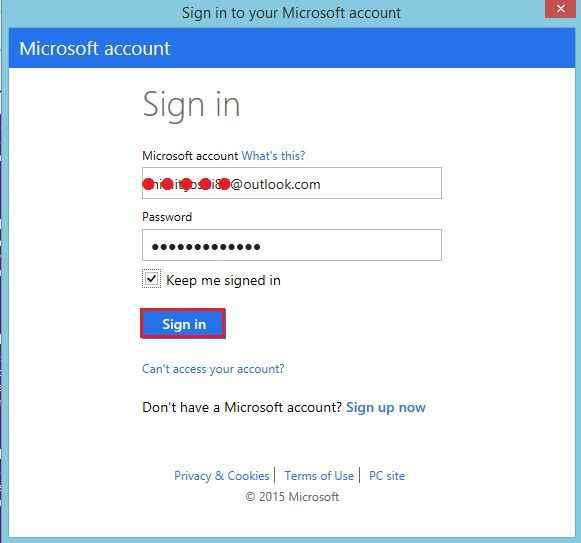 Sign in to your Microsoft account
Microsoft account
Sign in
Microsoft account What's this?
@outlook.com
Password
Keep me signed in
Sign in
Can't access your account?
Don't have a Microsoft account? Sign up now
Privacy & Cookies Terms of Use PC site
© 2015 Microsoft